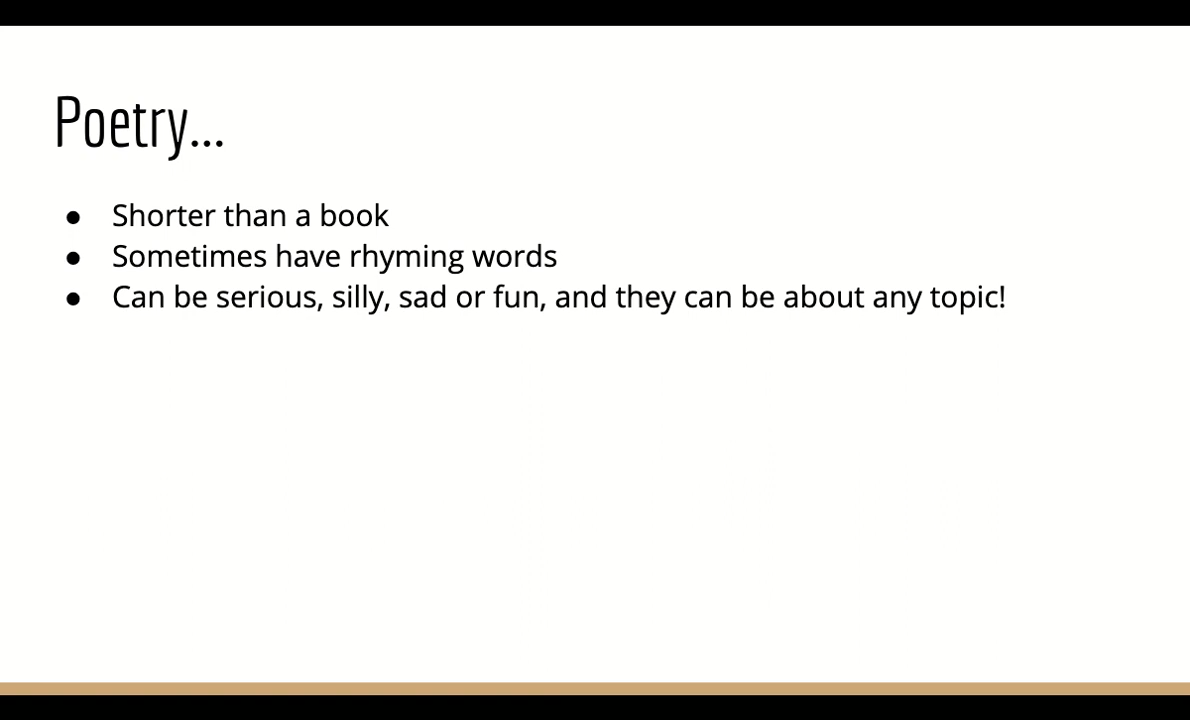 Poetry...
● Shorter than a book
● Sometimes have rhyming words
● Can be serious, silly, sad or fun, and they can be about any topic!